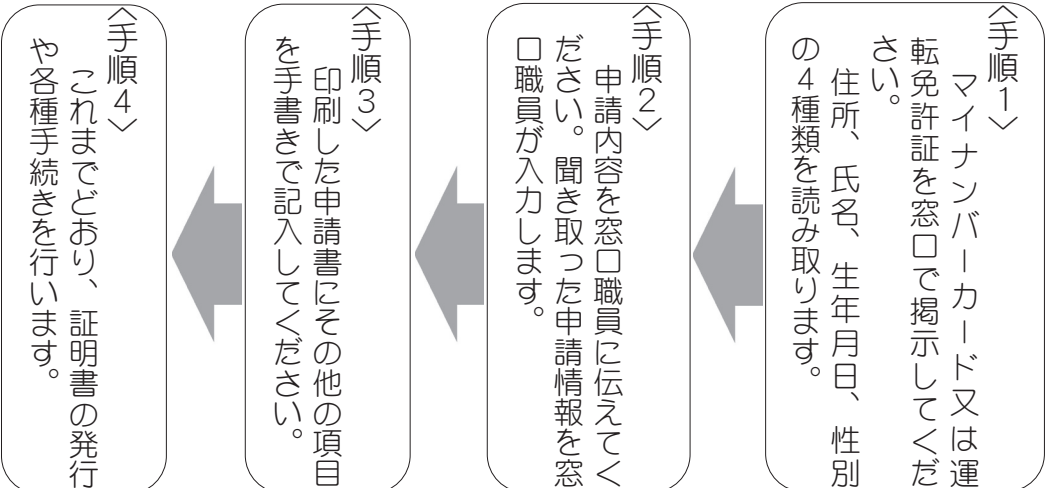 〈手順1〉
マイナンバーカード又は運
転免許証を窓口で掲示してくだ
さい。
住所、氏名、生年月日、性別
の4種類を読み取ります。
〈手順2〉
申請内容を窓口職員に伝えてく
ださい。聞き取った申請情報を窓
口職員が入力します。
〈手順3〉
印刷した申請書にその他の項目
を手書きで記入してください。
〈手順4〉
これまでどおり、証明書の発行
や各種手続きを行います。